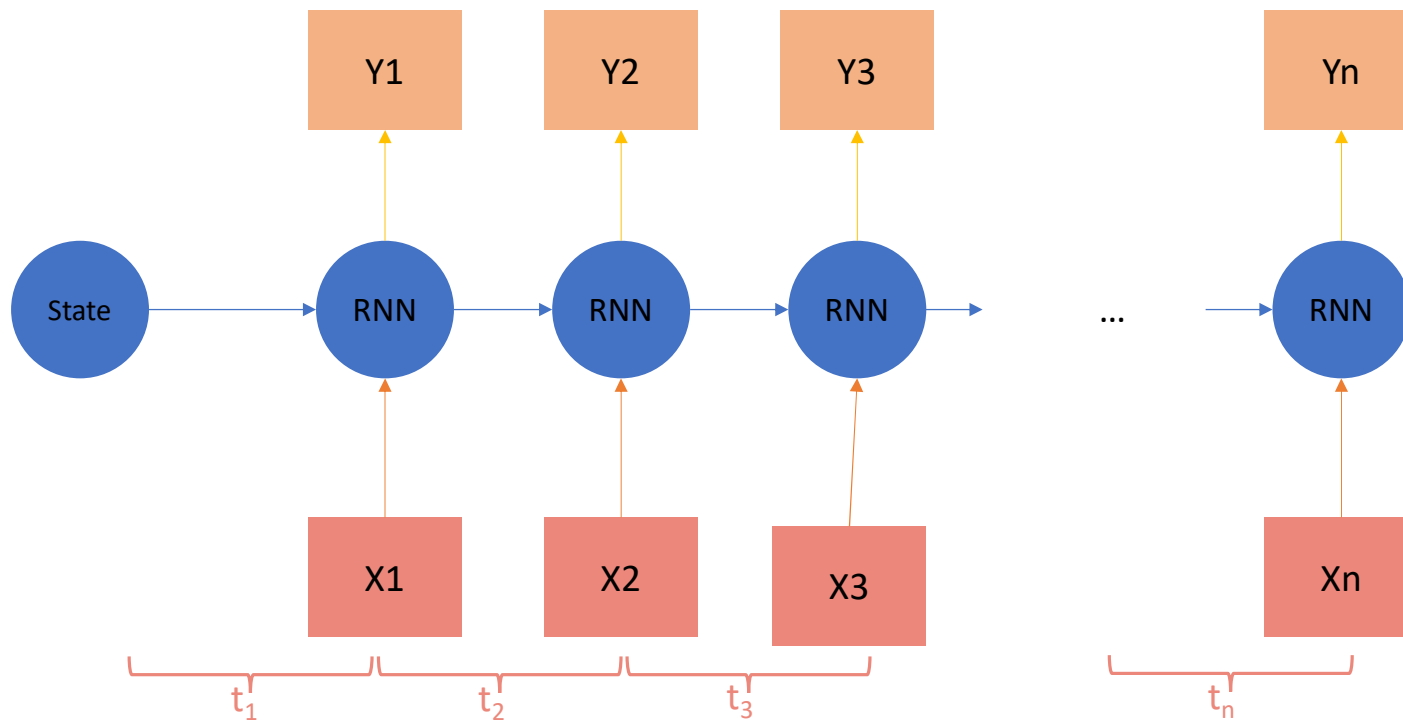 Y1 Y2 Y3 Yn
State RNN RNN RNN ... RNN
X1 X2 X3 Xn
t₁ t₂ t₃ tₙ